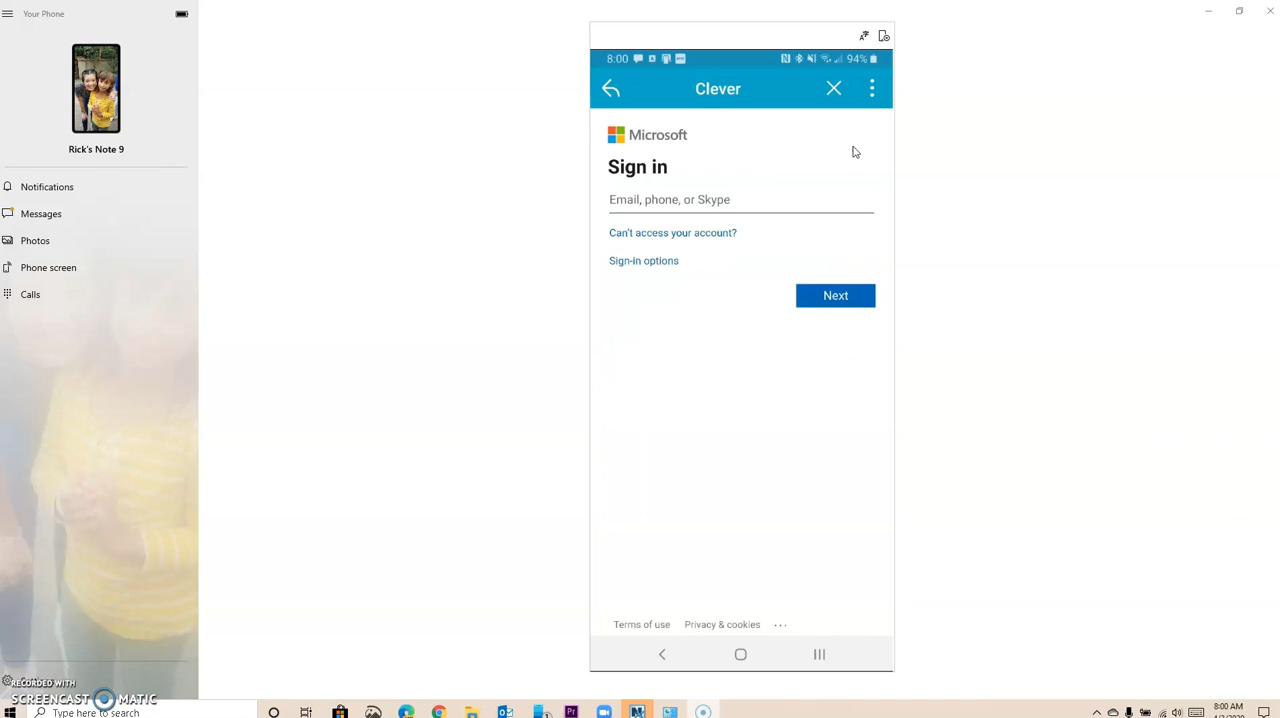 Your Phone
Rick's Note 9
Notifications
Messages
Photos
Phone screen
Calls
8:00
94%
Clever
Microsoft
Sign in
Email, phone, or Skype
Can't access your account?
Sign-in options
Next
Terms of use Privacy & cookies ...
RECORDED WITH
SCREENCAST MATIC
Type here to search
8:00 AM